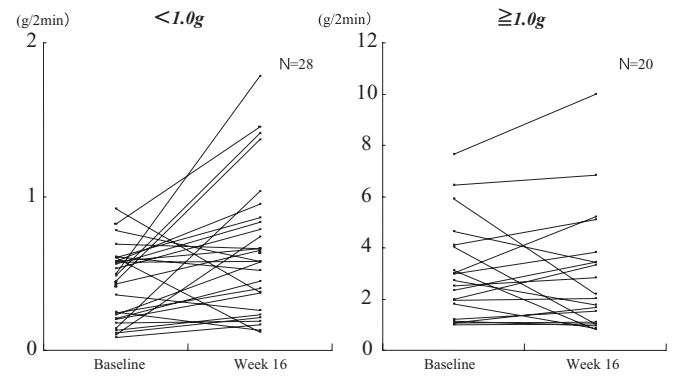 (g/2min)
＜1.0g
2
N=28
1
0
Baseline
Week 16
(g/2min)
≧1.0g
12
N=20
10
8
6
4
2
0
Baseline
Week 16